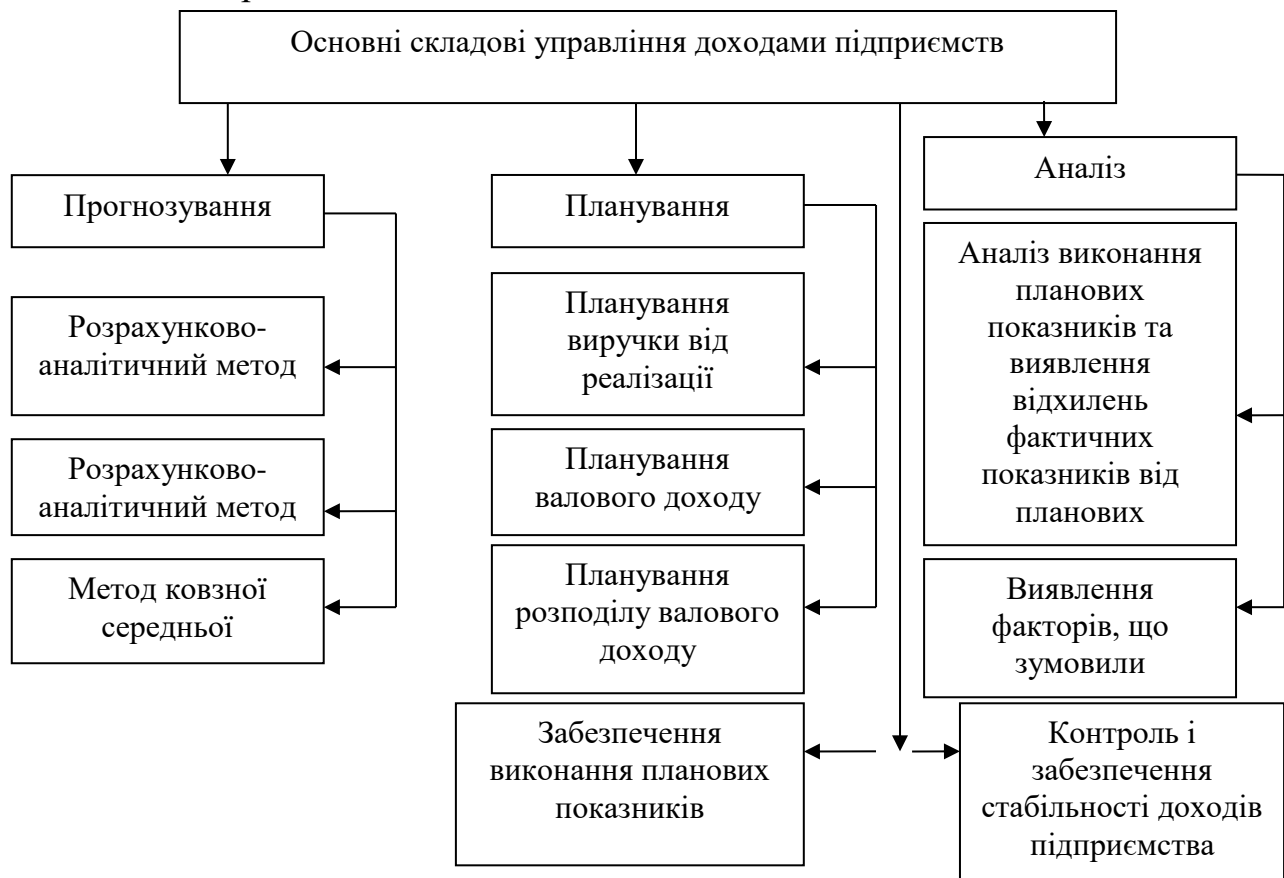 Основні складові управління доходами підприємств
Прогнозування
Розрахунково-
аналітичний метод
Розрахунково-
аналітичний метод
Метод ковзної
середньої
Планування
Планування
виручки від
реалізації
Планування
валового доходу
Планування
розподілу валового
доходу
Аналіз
Аналіз виконання
планових
показників та
виявлення
відхилень
фактичних
показників від
планових
Виявлення
факторів, що
зумовили
Забезпечення
виконання планових
показників
Контроль і
забезпечення
стабільності доходів
підприємства